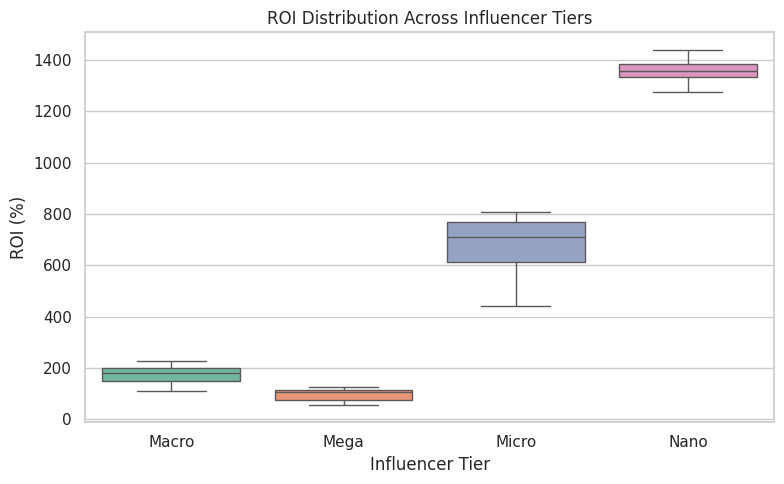 ROI Distribution Across Influencer Tiers
ROI (%)
1400
1200
1000
800
600
400
200
0
Macro Mega Micro Nano
Influencer Tier